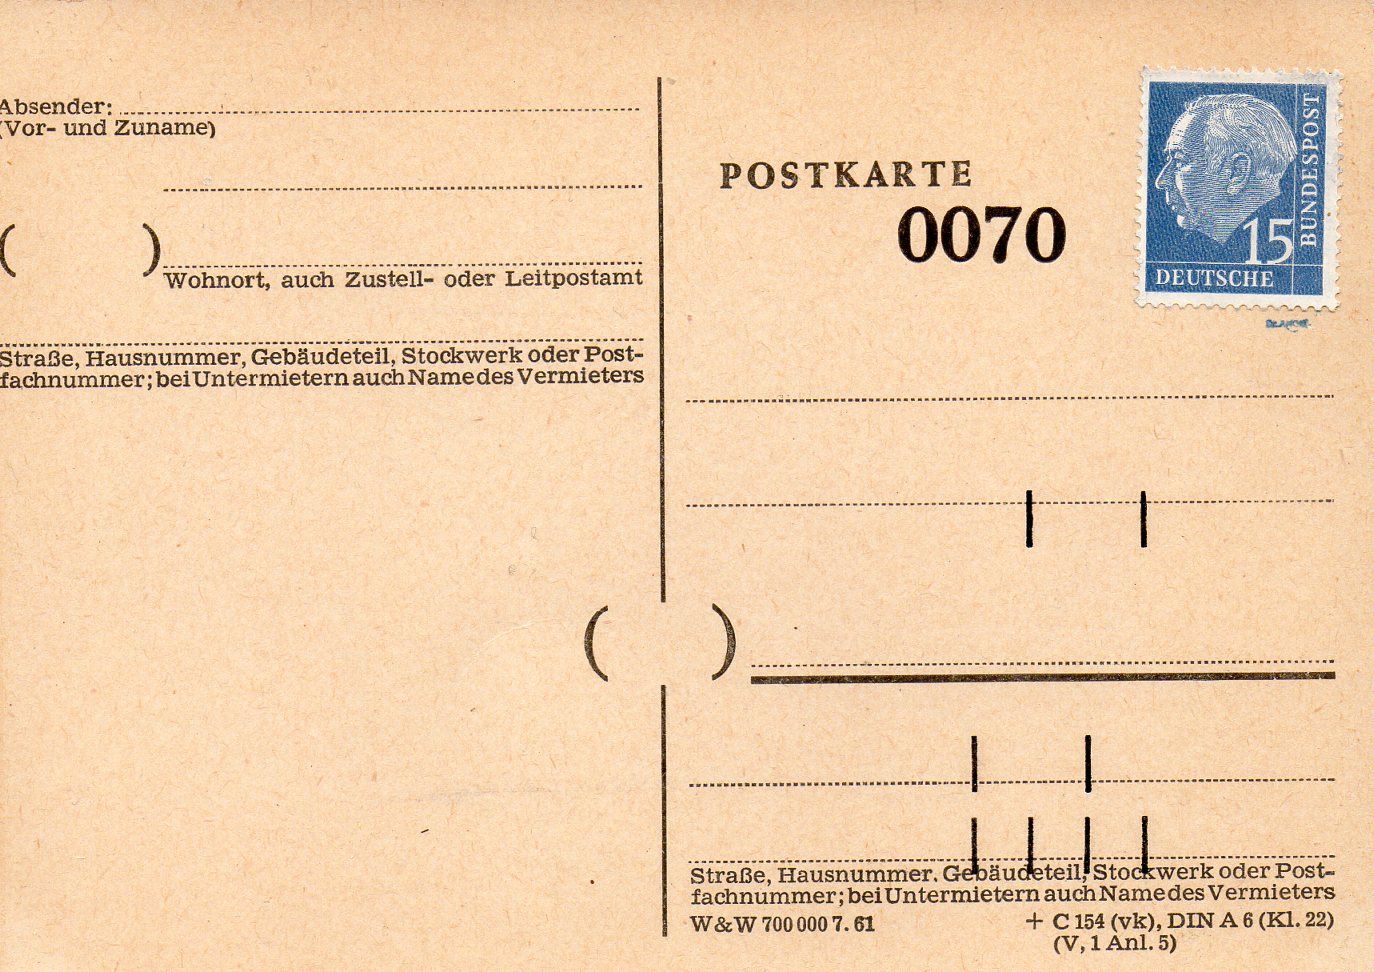 Absender:
(Vor- und Zuname)
( )
Wohnort, auch Zustell- oder Leitpostamt
Straße, Hausnummer, Gebäudeteil, Stockwerk oder Post-
fachnummer; bei Untermietern auch Name des Vermieters
POSTKARTE
0070
BUNDESPOST
15
DEUTSCHE
( )
Straße, Hausnummer, Gebäudeteil, Stockwerk oder Post-
fachnummer; bei Untermietern auch Name des Vermieters
W&W 700 000 7. 61
+ C 154 (vk), DIN A 6 (Kl. 22)
(V, 1 Anl. 5)